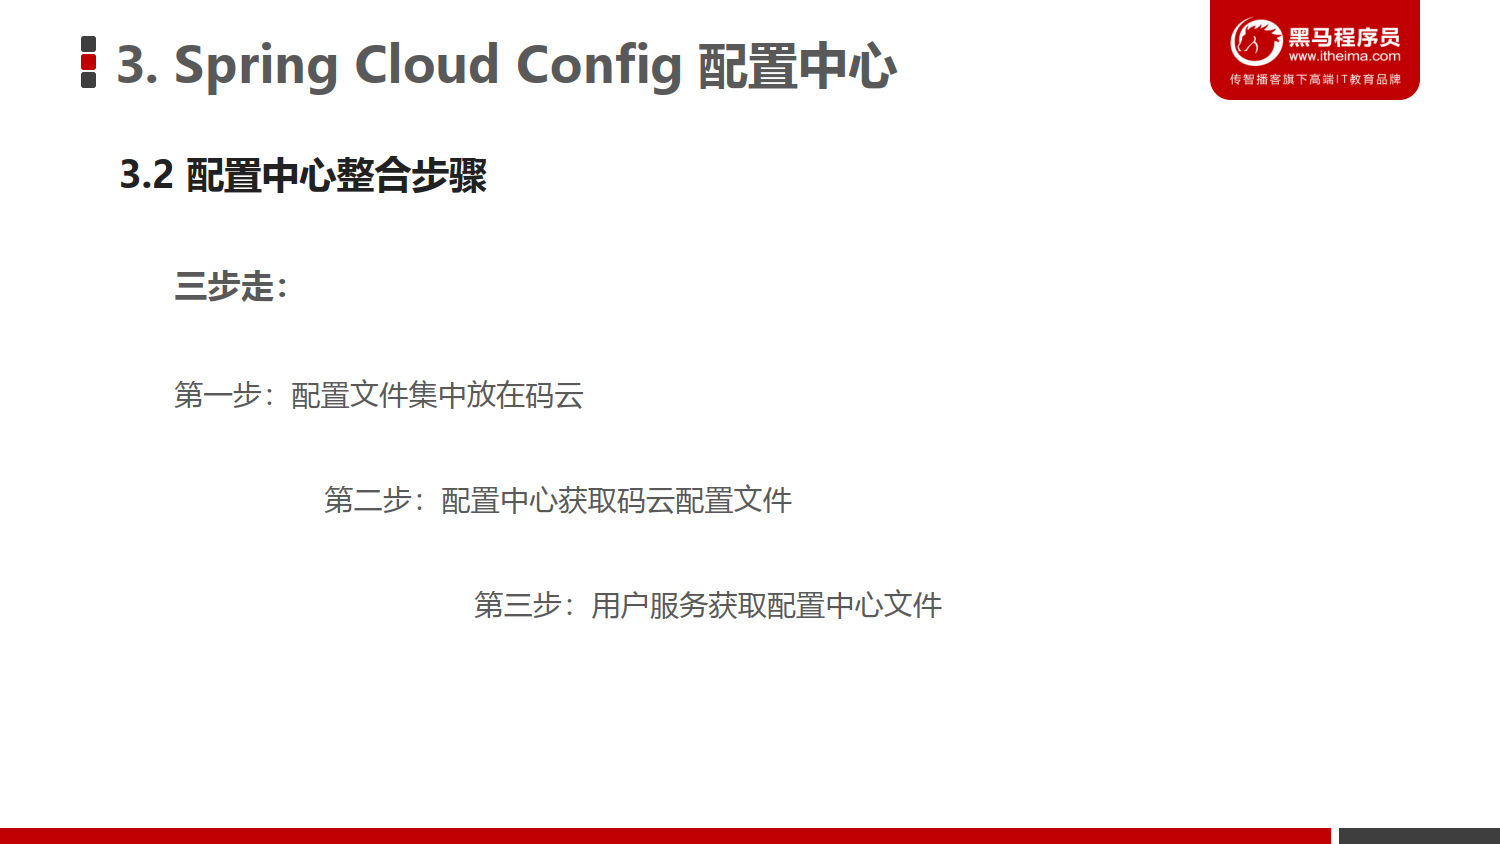 3. Spring Cloud Config 配置中心
黑马程序员
www.itheima.com
传智播客旗下高端IT教育品牌
3.2 配置中心整合步骤
三步走：
第一步：配置文件集中放在码云
第二步：配置中心获取码云配置文件
第三步：用户服务获取配置中心文件